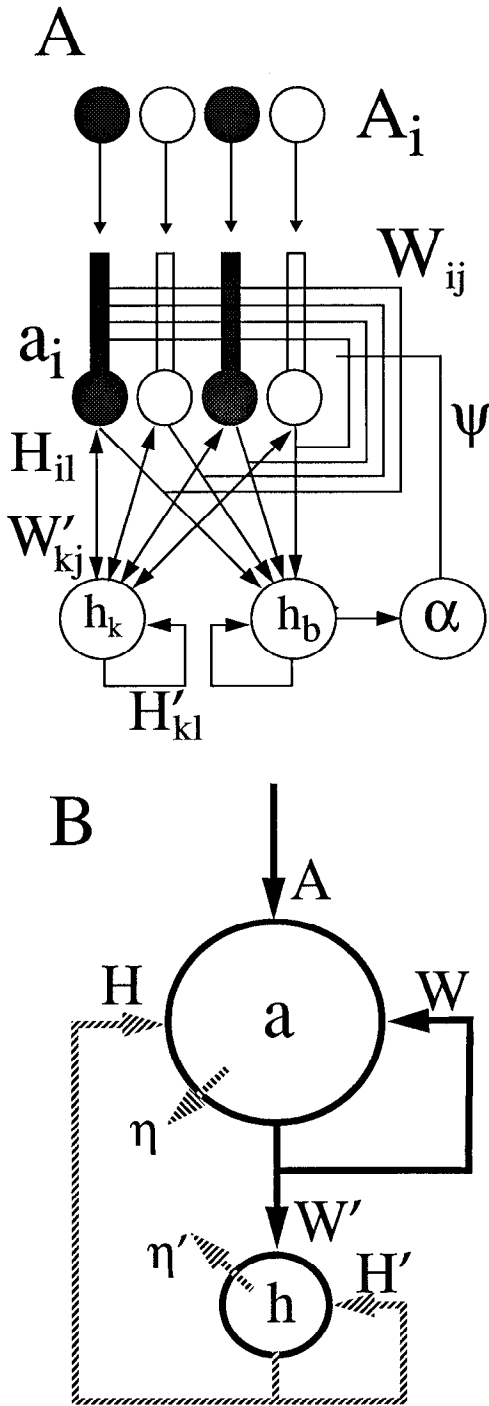 A
A_i
W_ij
a_i
ψ
H_il
W'_kj
h_k
h_b
α
H'_kl
B
A
H
a
W
η
W'
η'
H'
h